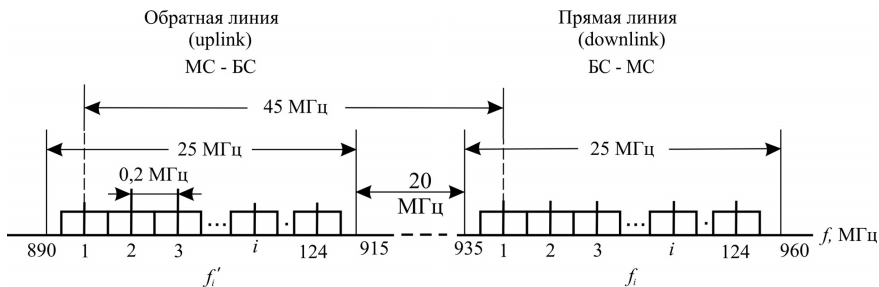 Обратная линия
(uplink)
МС - БС
Прямая линия
(downlink)
БС - МС
45 МГц
25 МГц
25 МГц
0,2 МГц
20
МГц
890 1 2 3 ... i . 124 915 935 1 2 3 ... i . 124 960 f, МГц
fᵢ′ fᵢ